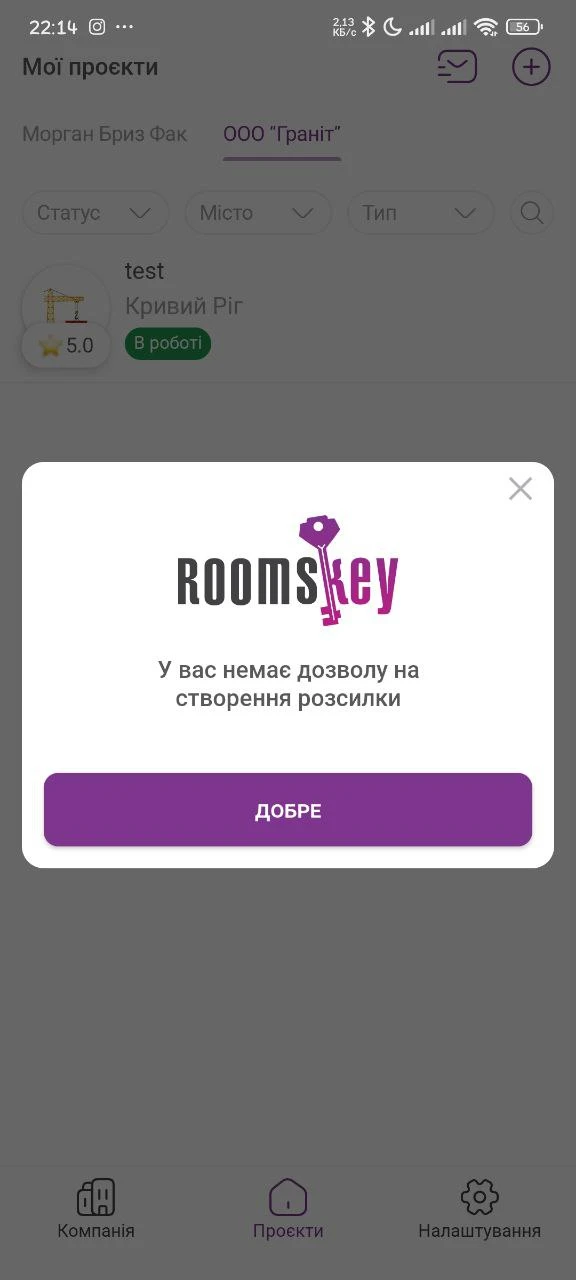 22:14
2,13
КБ/с
56
Мої проєкти
Морган Бриз Фак
ООО "Граніт"
Статус
Місто
Тип
test
Кривий Ріг
5.0
В роботі
ROOMSKEY
У вас немає дозволу на
створення розсилки
ДОБРЕ
Компанія
Проєкти
Налаштування